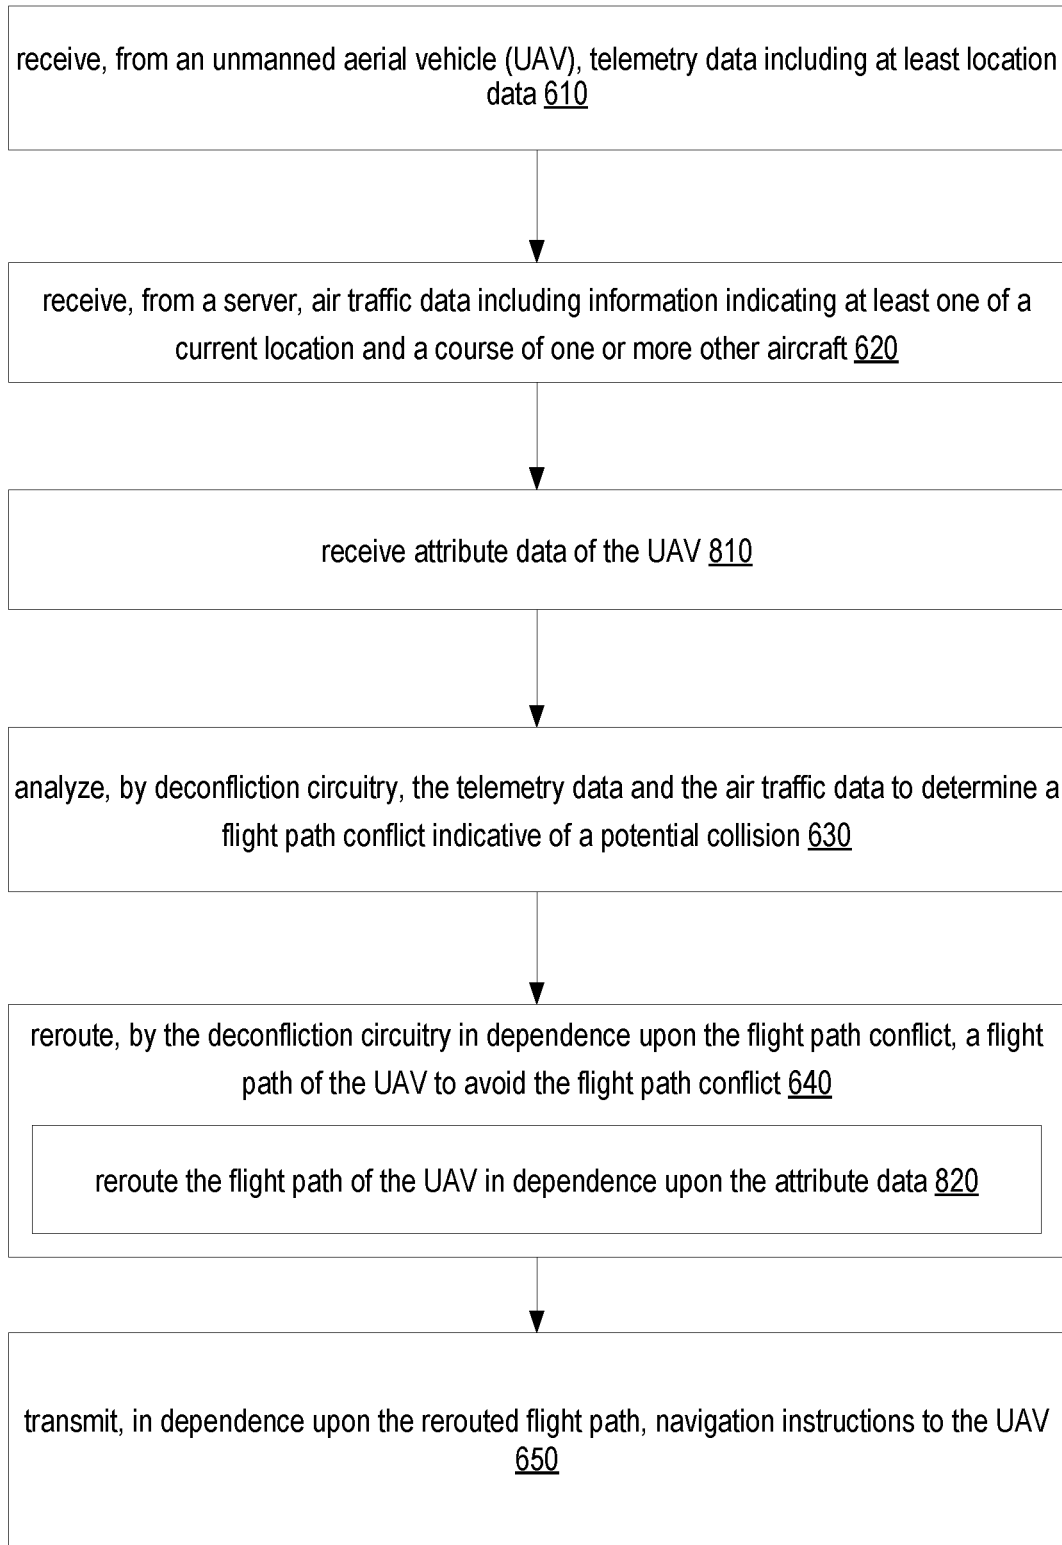 receive, from an unmanned aerial vehicle (UAV), telemetry data including at least location
data 610
receive, from a server, air traffic data including information indicating at least one of a
current location and a course of one or more other aircraft 620
receive attribute data of the UAV 810
analyze, by deconfliction circuitry, the telemetry data and the air traffic data to determine a
flight path conflict indicative of a potential collision 630
reroute, by the deconfliction circuitry in dependence upon the flight path conflict, a flight
path of the UAV to avoid the flight path conflict 640
reroute the flight path of the UAV in dependence upon the attribute data 820
transmit, in dependence upon the rerouted flight path, navigation instructions to the UAV
650